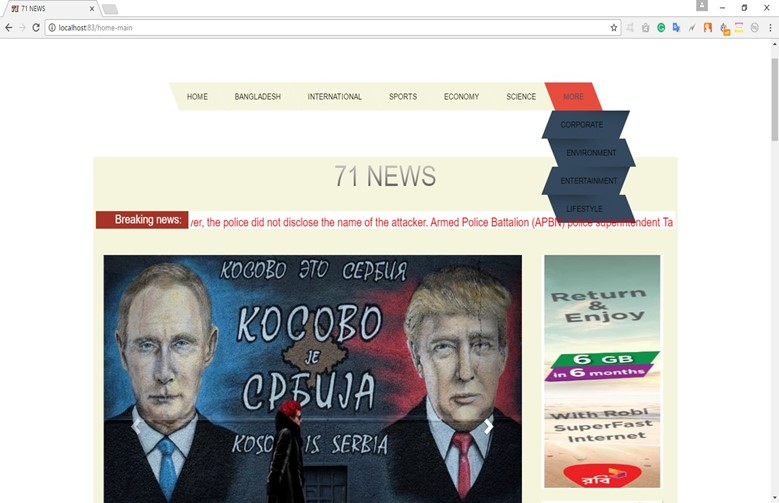 71 NEWS
localhost:83/home-main
HOME BANGLADESH INTERNATIONAL SPORTS ECONOMY SCIENCE MORE
CORPORATE
ENVIRONMENT
ENTERTAINMENT
LIFESTYLE
71 NEWS
Breaking news: ver, the police did not disclose the name of the attacker. Armed Police Battalion (APBN) police superintendent Ta
КОСОВО ЭТО СЕРБИЯ
КОСОВО
ЈЕ
СРБИЈА
KOSOVO IS SERBIA
Return
&
Enjoy
6 GB
in 6 months
With Robi
SuperFast
Internet
রবি